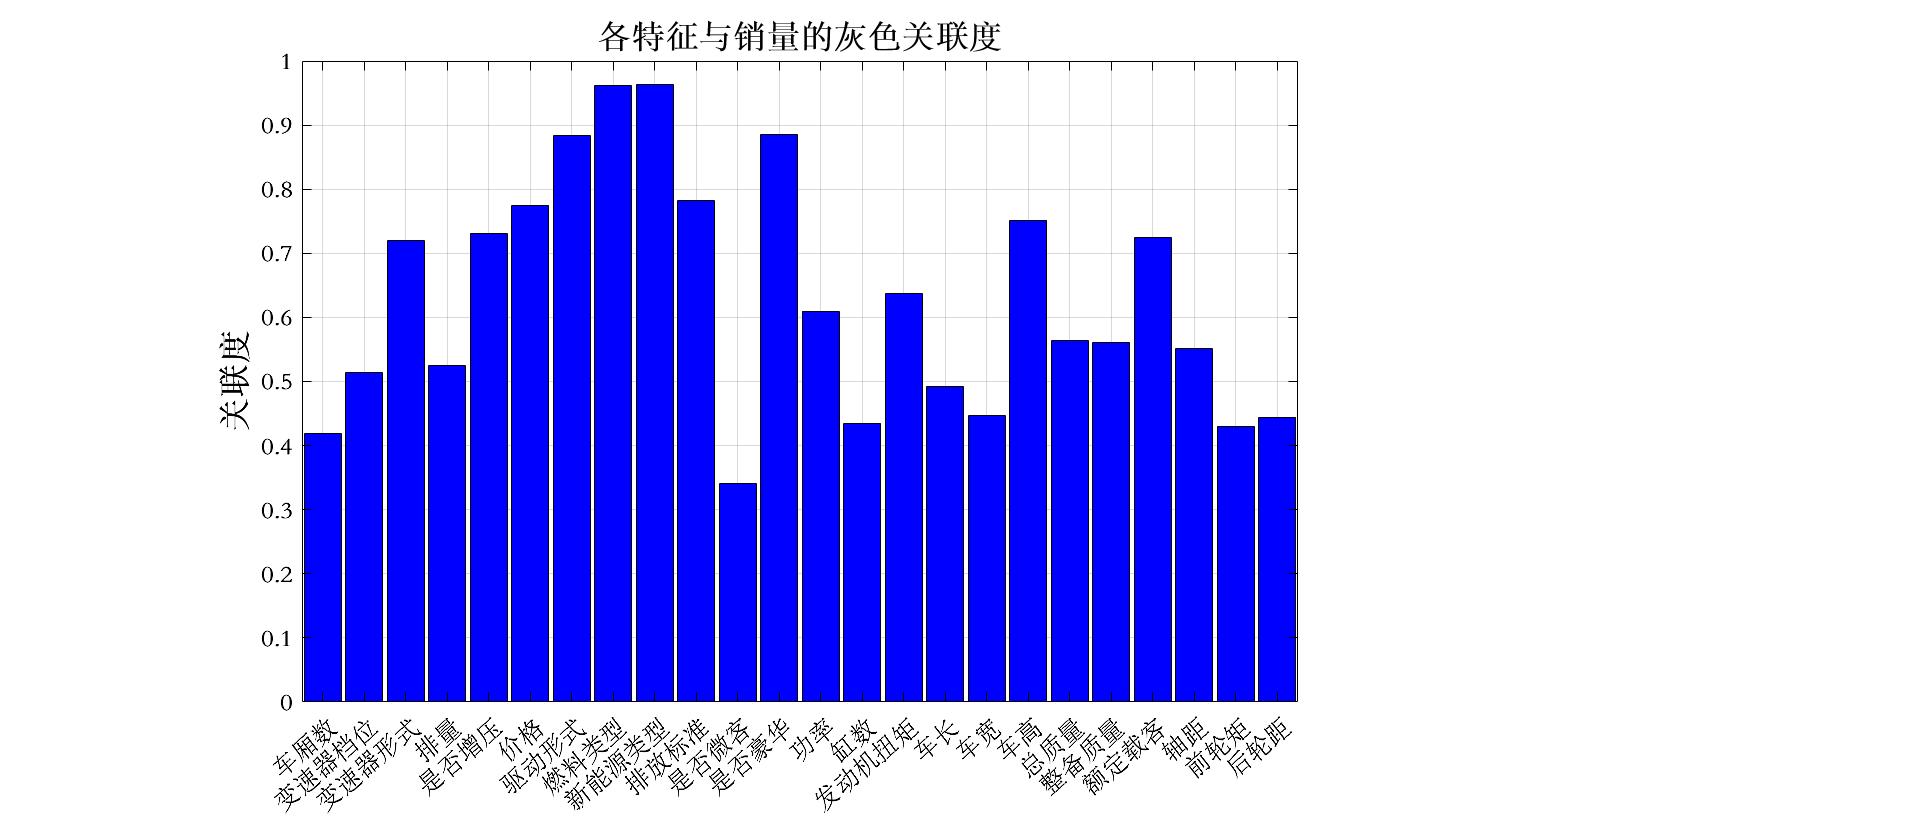 各特征与销量的灰色关联度
关联度
1
0.9
0.8
0.7
0.6
0.5
0.4
0.3
0.2
0.1
0
车厢数
变速器档位
变速器形式
排量
是否增压
价格
驱动形式
燃料类型
新能源类型
排放标准
是否微客
是否豪华
功率
缸数
发动机扭矩
车长
车宽
车高
总质量
整备质量
额定载客
轴距
前轮矩
后轮距